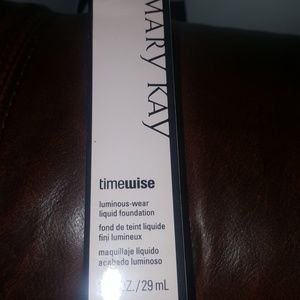 MARY KAY
timewise
luminous-wear
liquid foundation
fond de teint liquide
fini lumineux
maquillaje líquido
acabado luminoso
Z./29 mL